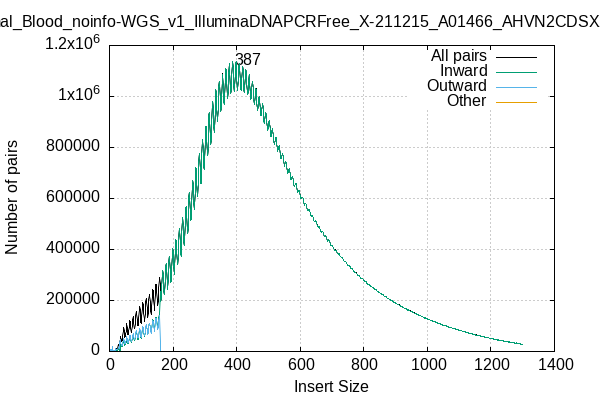 al_Blood_noinfo-WGS_v1_IlluminaDNAPCRFree_X-211215_A01466_AHVN2CDSX
1.2x10^6
1x10^6
800000
600000
400000
200000
0
Number of pairs
387
All pairs
Inward
Outward
Other
0 200 400 600 800 1000 1200 1400
Insert Size